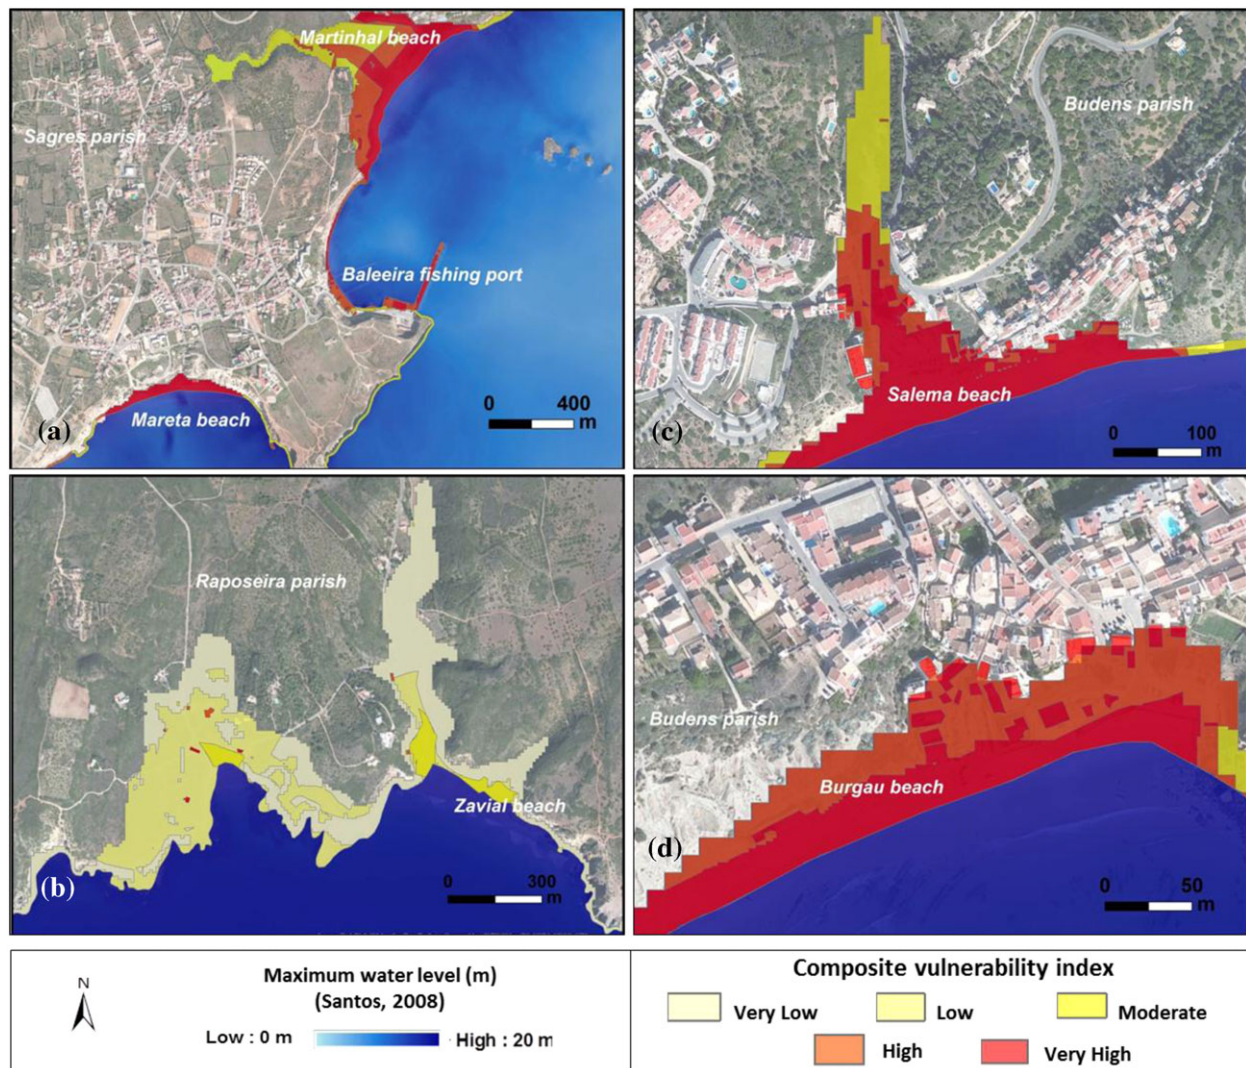 Martinhal beach
Sagres parish
Baleeira fishing port
0 400
m
Mareta beach
(a)
Budens parish
Salema beach
0 100
m
(c)
Raposeira parish
Zavial beach
0 300
m
(b)
Budens parish
Burgau beach
0 50
m
(d)
N
Maximum water level (m)
(Santos, 2008)
Low : 0 m High : 20 m
Composite vulnerability index
Very Low Low Moderate
High Very High